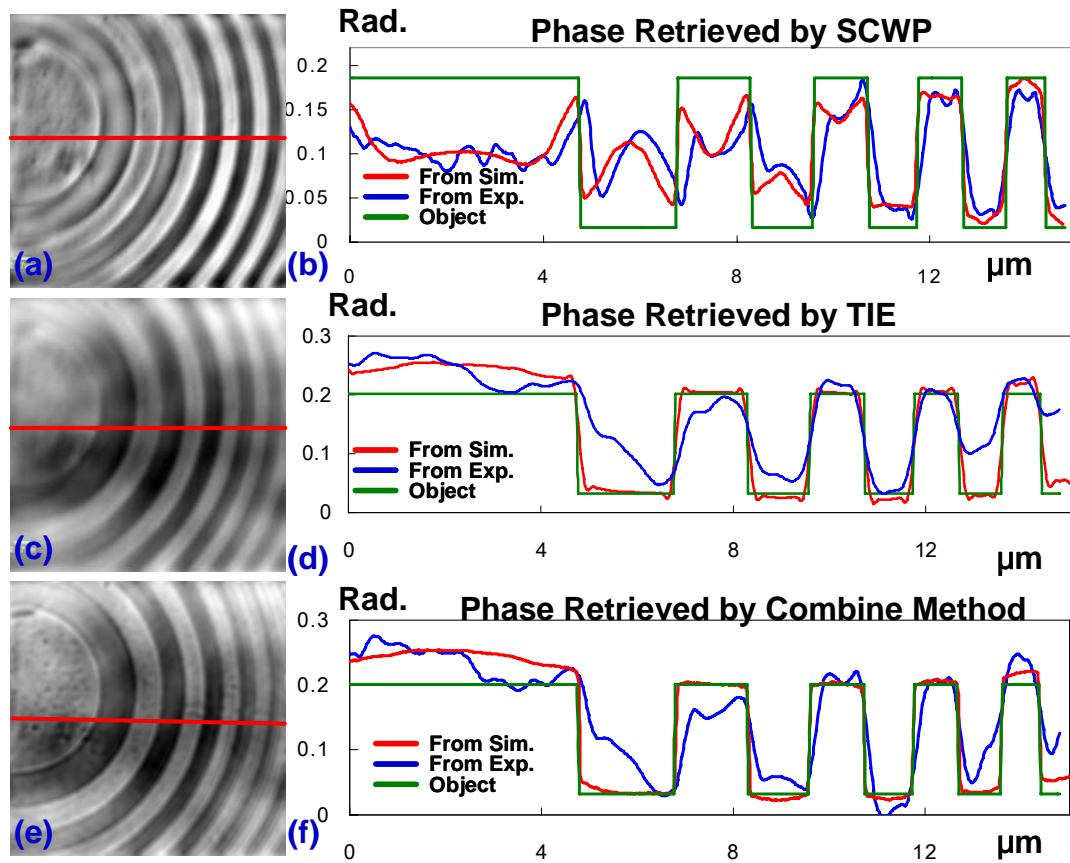 Rad.
Phase Retrieved by SCWP
0.2
0.15
0.1
0.05
0
From Sim.
From Exp.
Object
0
4
8
12
µm
(a)
(b)
Rad.
Phase Retrieved by TIE
0.3
0.2
0.1
0
From Sim.
From Exp.
Object
0
4
8
12
µm
(c)
(d)
Rad.
Phase Retrieved by Combine Method
0.3
0.2
0.1
0
From Sim.
From Exp.
Object
0
4
8
12
µm
(e)
(f)